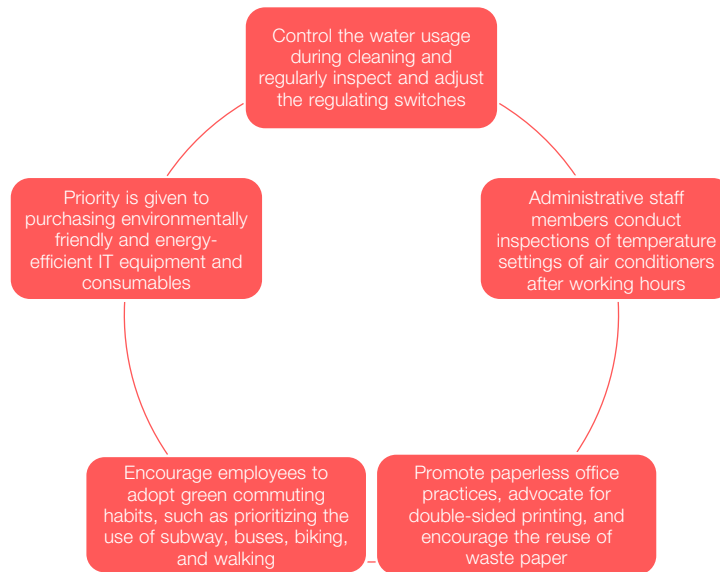 Control the water usage
during cleaning and
regularly inspect and adjust
the regulating switches
Administrative staff
members conduct
inspections of temperature
settings of air conditioners
after working hours
Promote paperless office
practices, advocate for
double-sided printing, and
encourage the reuse of
waste paper
Encourage employees to
adopt green commuting
habits, such as prioritizing the
use of subway, buses, biking,
and walking
Priority is given to
purchasing environmentally
friendly and energy-
efficient IT equipment and
consumables